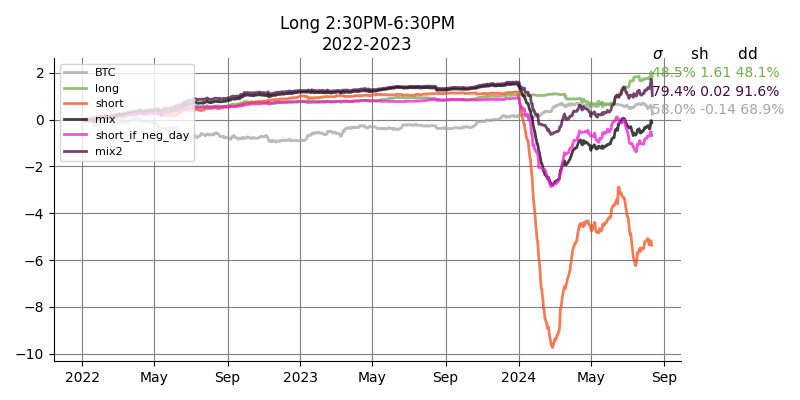 Long 2:30PM-6:30PM
2022-2023
σ sh dd
48.5% 1.61 48.1%
79.4% 0.02 91.6%
58.0% -0.14 68.9%
BTC
long
short
mix
short_if_neg_day
mix2
2
0
−2
−4
−6
−8
−10
2022 May Sep 2023 May Sep 2024 May Sep